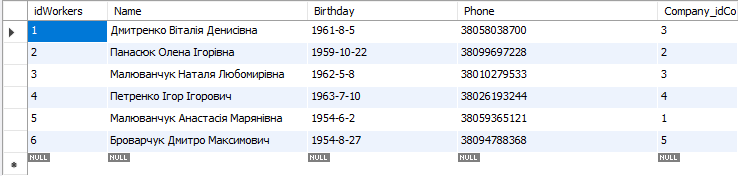 idWorkers Name Birthday Phone Company_idCo
1 Дмитренко Віталія Денисівна 1961-8-5 38058038700 3
2 Панасюк Олена Ігорівна 1959-10-22 38099697228 2
3 Малюванчук Наталя Любомирівна 1962-5-8 38010279533 3
4 Петренко Ігор Ігорович 1963-7-10 38026193244 4
5 Малюванчук Анастасія Марянівна 1954-6-2 38059365121 1
6 Броварчук Дмитро Максимович 1954-8-27 38094788368 5
NULL NULL NULL NULL NULL